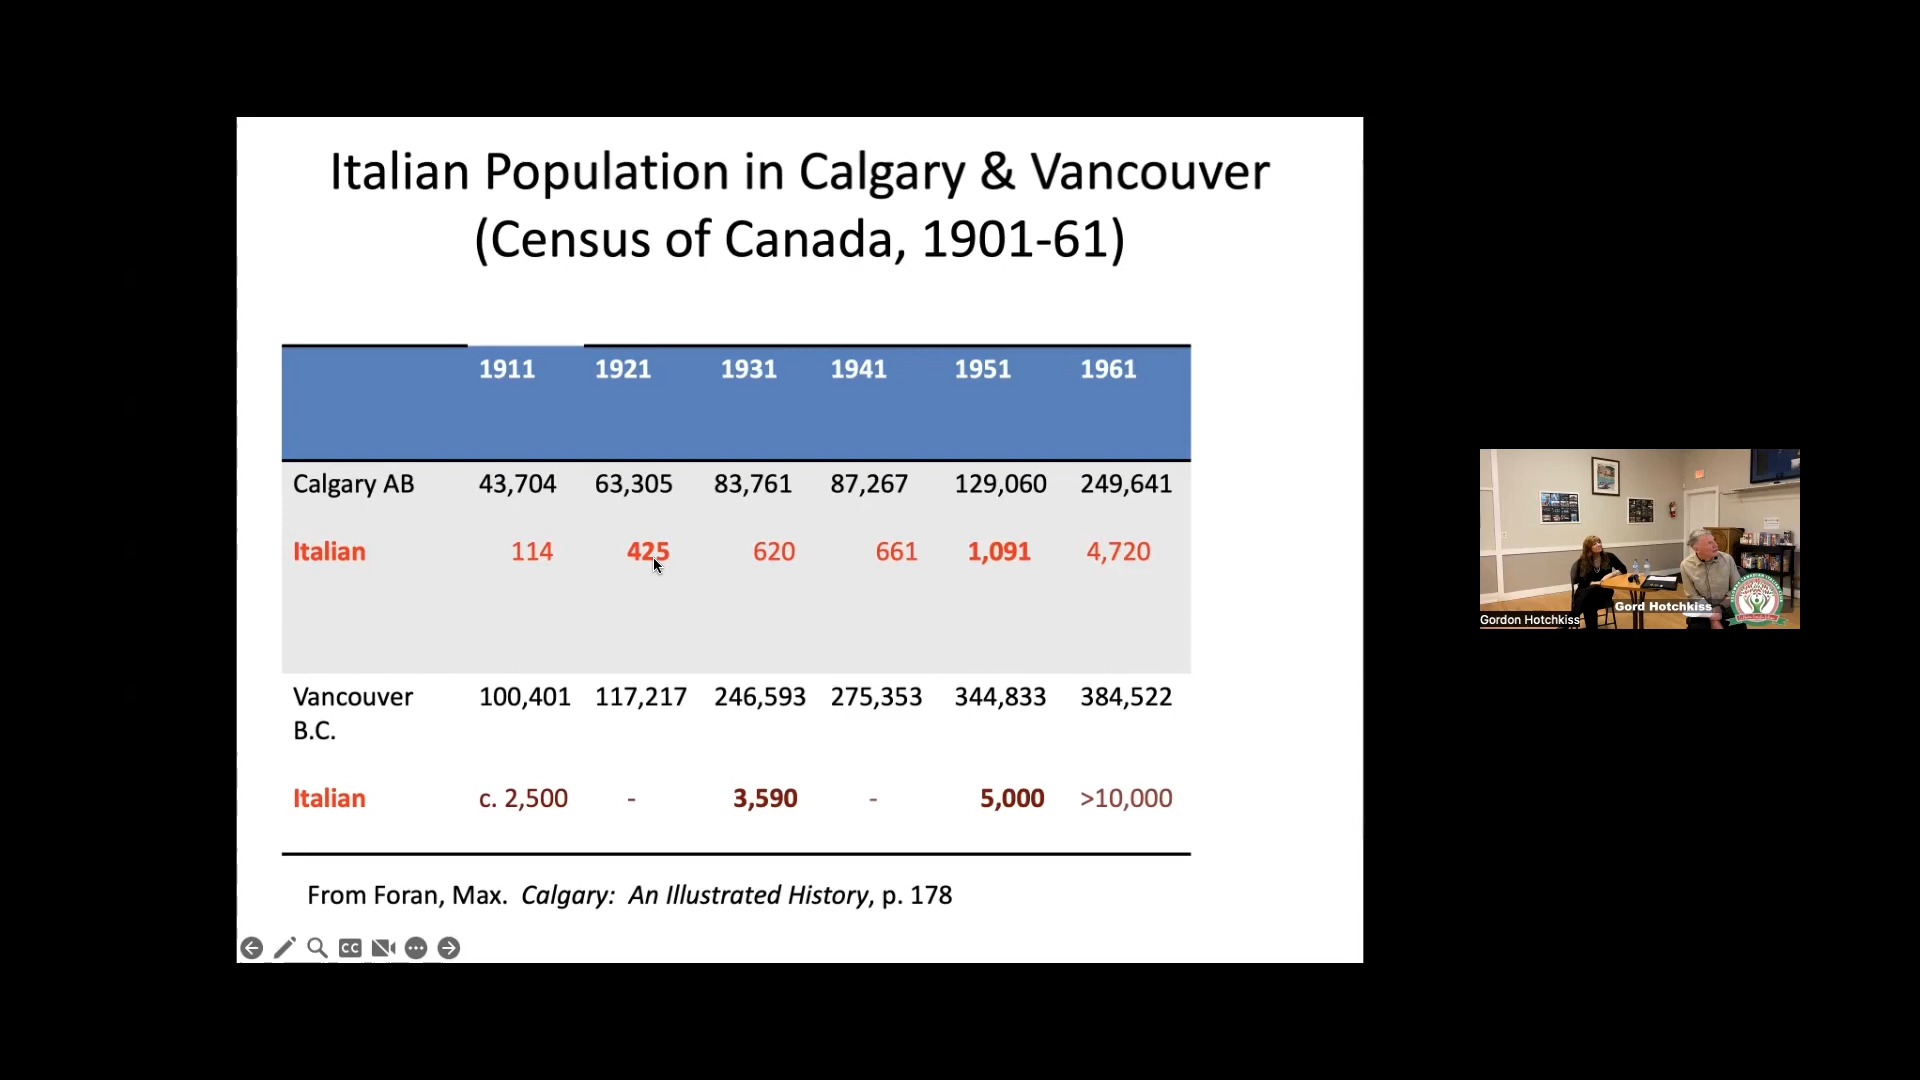 Italian Population in Calgary & Vancouver
(Census of Canada, 1901-61)
1911 1921 1931 1941 1951 1961
Calgary AB 43,704 63,305 83,761 87,267 129,060 249,641
Italian 114 425 620 661 1,091 4,720
Vancouver 100,401 117,217 246,593 275,353 344,833 384,522
B.C.
Italian c. 2,500 - 3,590 - 5,000 >10,000
From Foran, Max. Calgary: An Illustrated History, p. 178
CC
Gord Hotchkiss
Gordon Hotchkiss